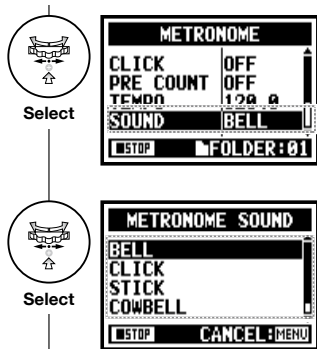 METRONOME
CLICK OFF
PRE COUNT OFF
TEMPO 120.0
SOUND BELL
STOP FOLDER:01
Select
METRONOME SOUND
BELL
CLICK
STICK
COWBELL
STOP CANCEL:MENU
Select